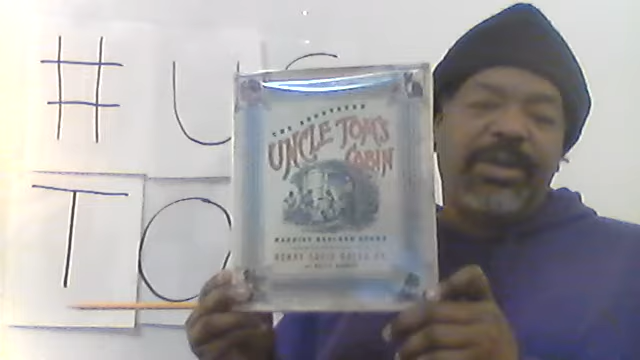 # U
TO
THE ANNOTATED
UNCLE TOM'S
CABIN
HARRIET BEECHER STOWE
HENRY LOUIS GATES JR.